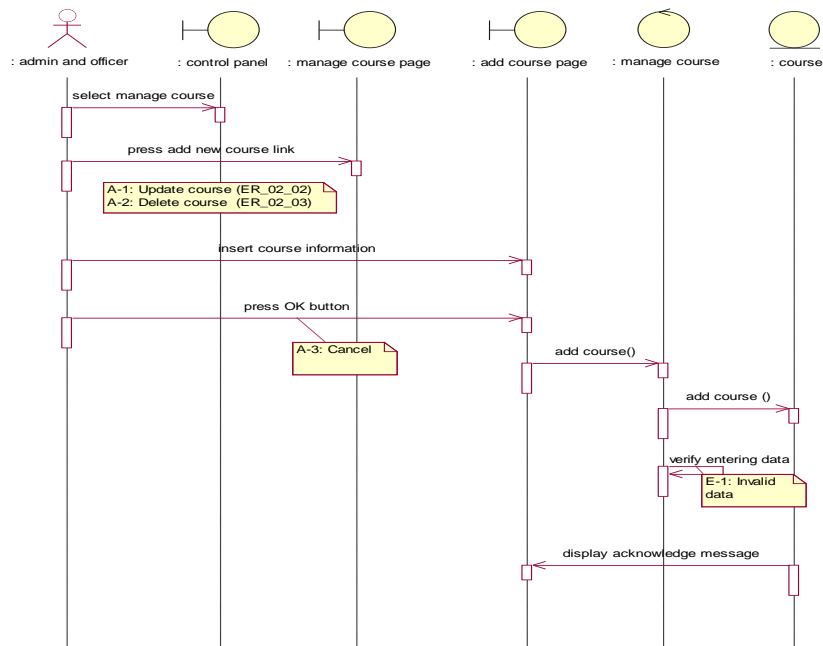 : admin and officer
: control panel
: manage course page
: add course page
: manage course
: course
select manage course
press add new course link
A-1: Update course (ER_02_02)
A-2: Delete course (ER_02_03)
insert course information
press OK button
A-3: Cancel
add course()
add course ()
verify entering data
E-1: Invalid
data
display acknowledge message